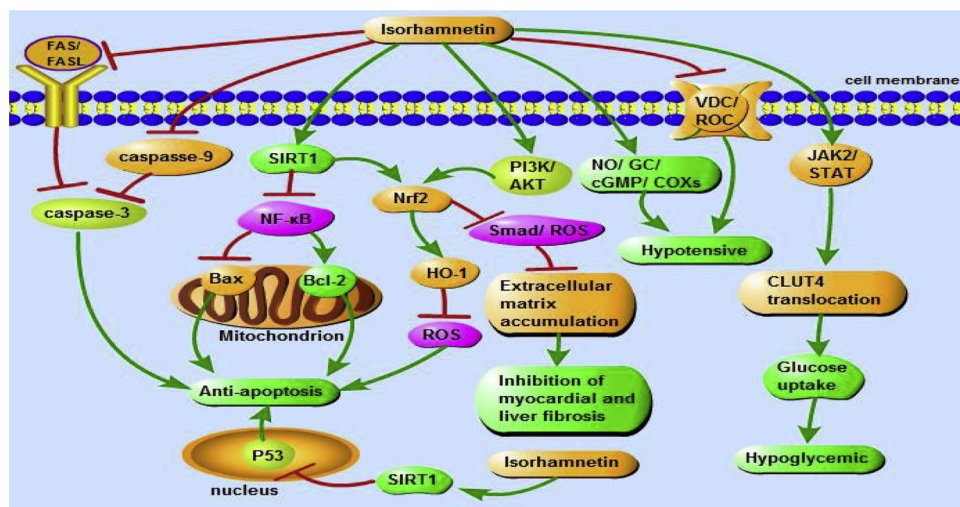 Isorhamnetin
FAS/
FASL
cell membrane
VDC/
ROC
caspasse-9
SIRT1
PI3K/
AKT
NO/ GC/
cGMP/ COXs
JAK2/
STAT
caspase-3
NF-κB
Nrf2
Smad/ ROS
Hypotensive
Bax
Bcl-2
HO-1
Extracellular
matrix
accumulation
CLUT4
translocation
Mitochondrion
ROS
Glucose
uptake
Anti-apoptosis
Inhibition of
myocardial and
liver fibrosis
P53
nucleus
SIRT1
Isorhamnetin
Hypoglycemic